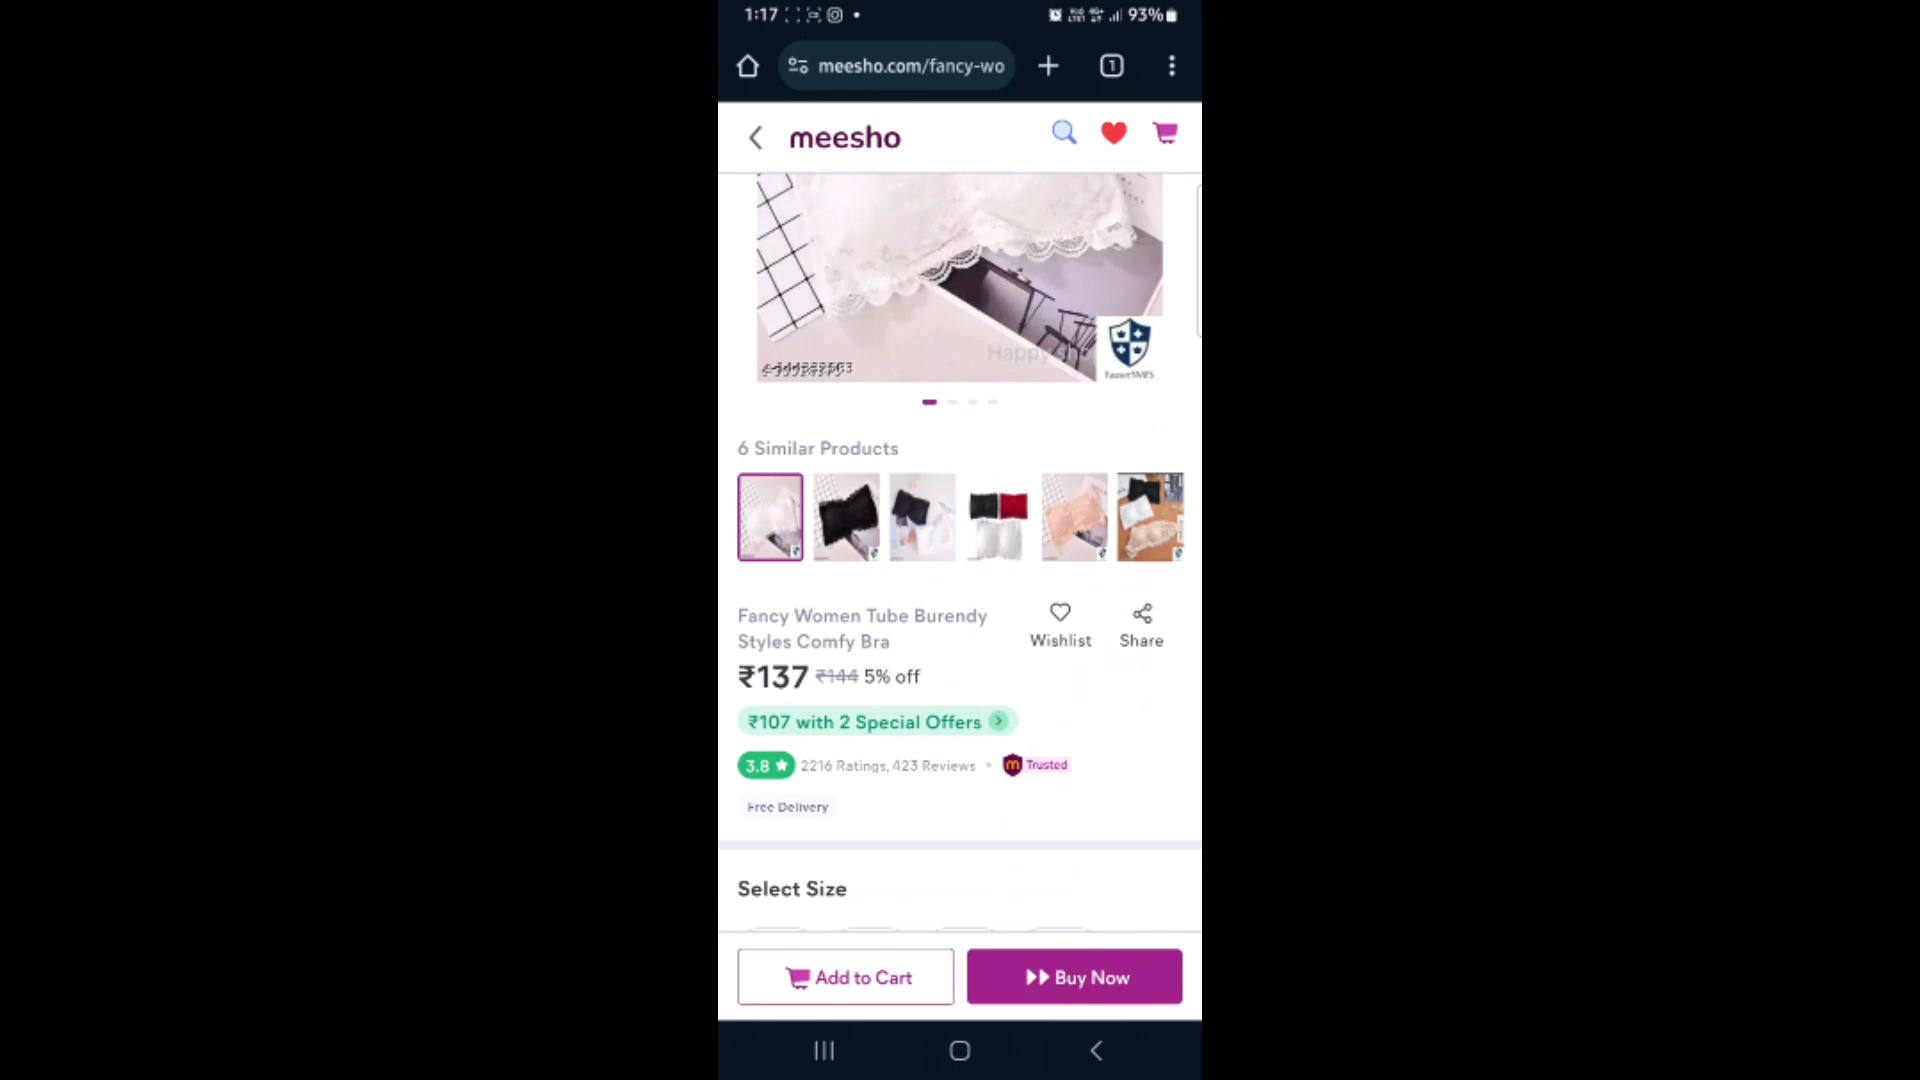 1:17
93%
meesho.com/fancy-wo
1
meesho
Happy
6 Similar Products
Fancy Women Tube Burendy
Styles Comfy Bra
Wishlist
Share
₹137 ₹144 5% off
₹107 with 2 Special Offers
3.8 ★ 2216 Ratings, 423 Reviews • m Trusted
Free Delivery
Select Size
Add to Cart
Buy Now